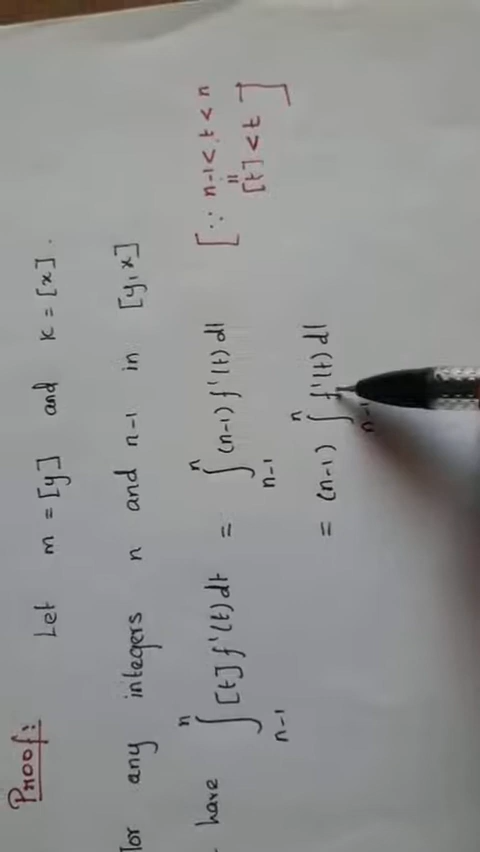 Proof:
Let m = [y] and k = [x].
For any integers n and n-1 in [y,x]
have ∫_{n-1}^{n} [t] f'(t) dt = ∫_{n-1}^{n} (n-1) f'(t) dt [∵ n-1 < t < n
" [t] < t ]
= (n-1) ∫_{n-1}^{n} f'(t) dt